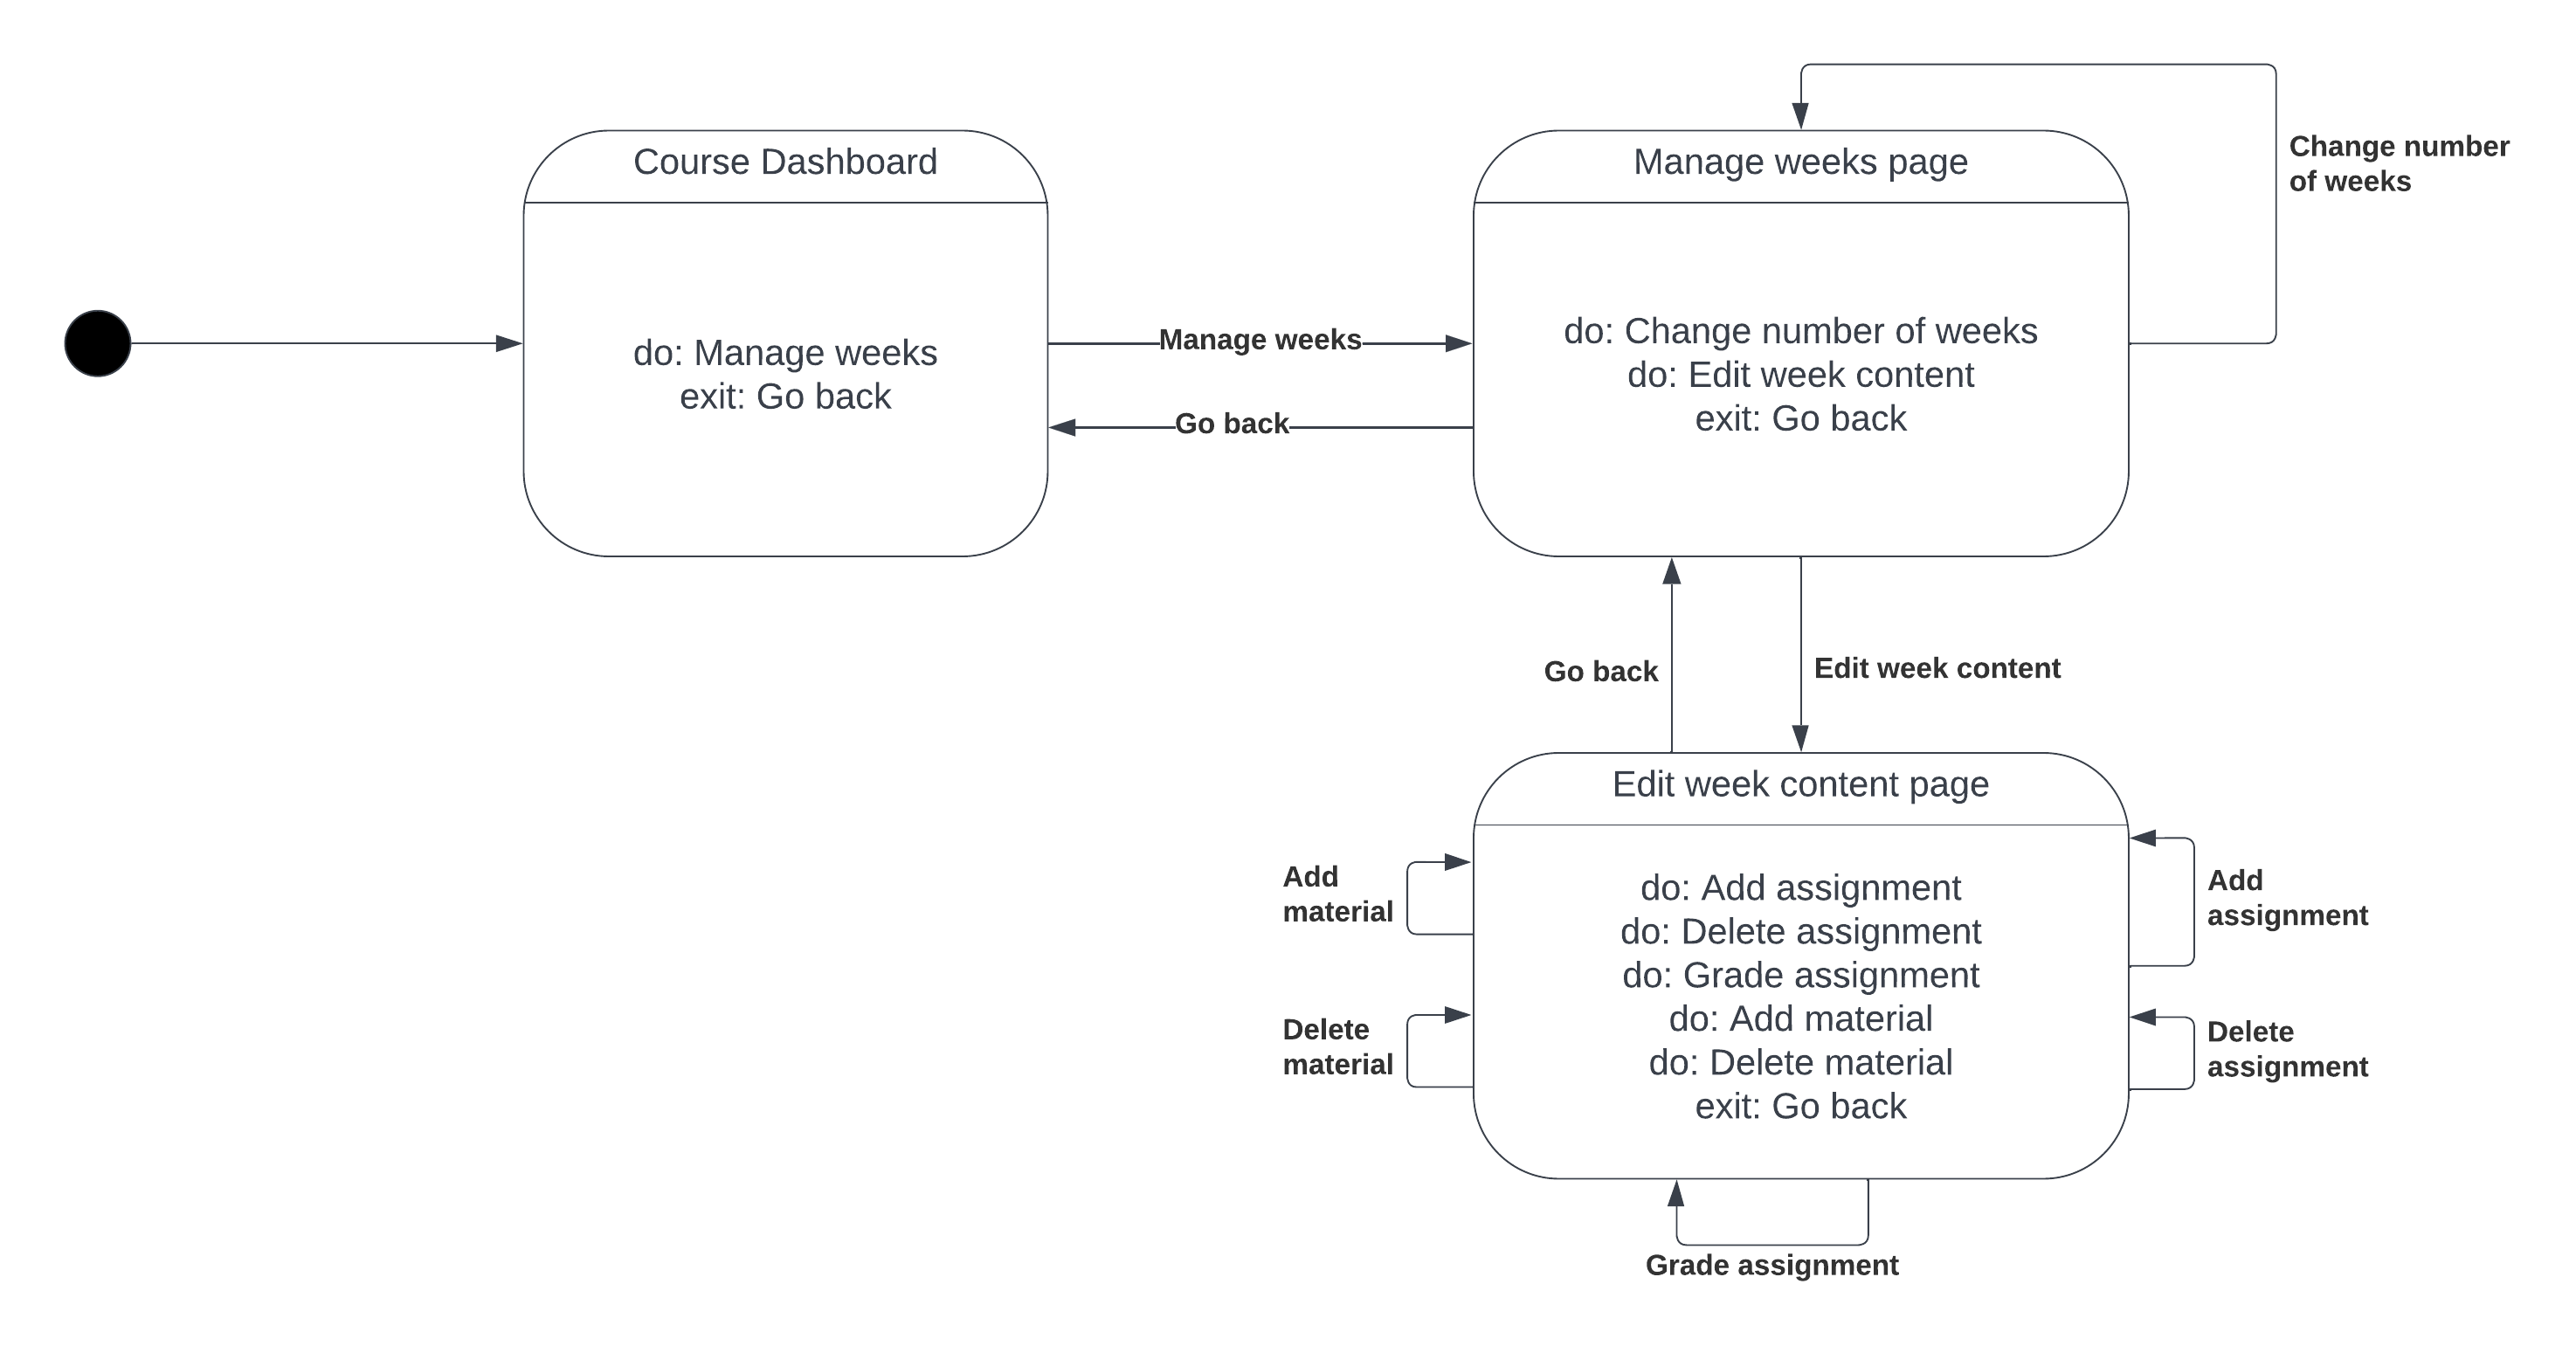 Course Dashboard
do: Manage weeks
exit: Go back
Manage weeks
Go back
Manage weeks page
do: Change number of weeks
do: Edit week content
exit: Go back
Change number
of weeks
Go back
Edit week content
Edit week content page
do: Add assignment
do: Delete assignment
do: Grade assignment
do: Add material
do: Delete material
exit: Go back
Add
material
Delete
material
Add
assignment
Delete
assignment
Grade assignment